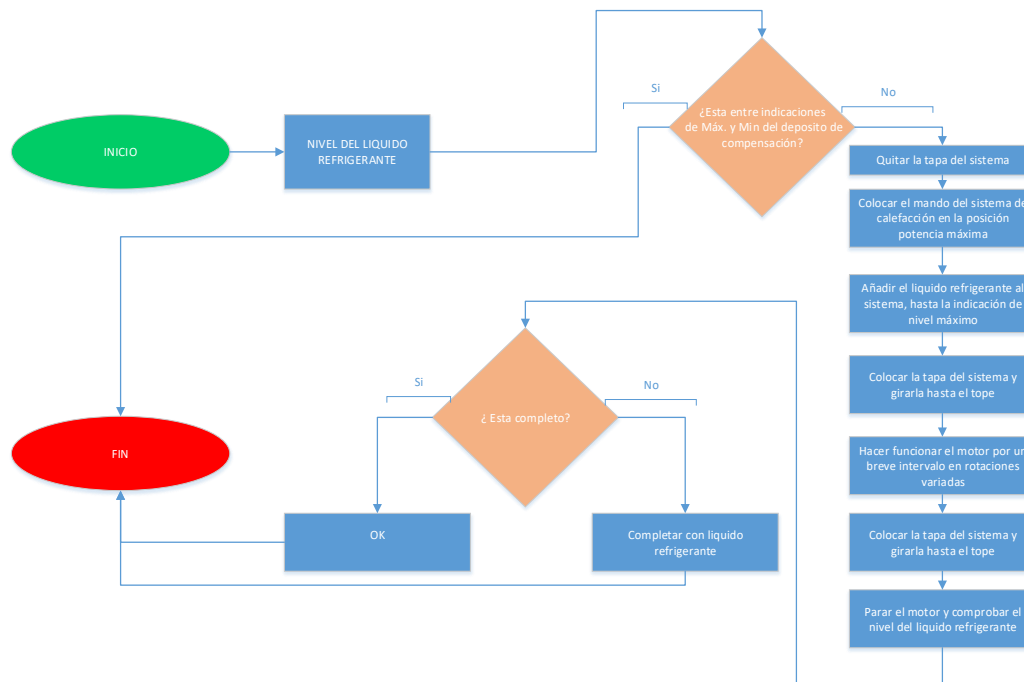 INICIO
NIVEL DEL LIQUIDO
REFRIGERANTE
Si
¿Esta entre indicaciones
de Máx. y Min del deposito de
compensación?
No
Quitar la tapa del sistema
Colocar el mando del sistema de
calefacción en la posición
potencia máxima
Añadir el liquido refrigerante al
sistema, hasta la indicación de
nivel máximo
Colocar la tapa del sistema y
girarla hasta el tope
Hacer funcionar el motor por un
breve intervalo en rotaciones
variadas
Colocar la tapa del sistema y
girarla hasta el tope
Parar el motor y comprobar el
nivel del liquido refrigerante
Si
¿ Esta completo?
No
OK
Completar con liquido
refrigerante
FIN